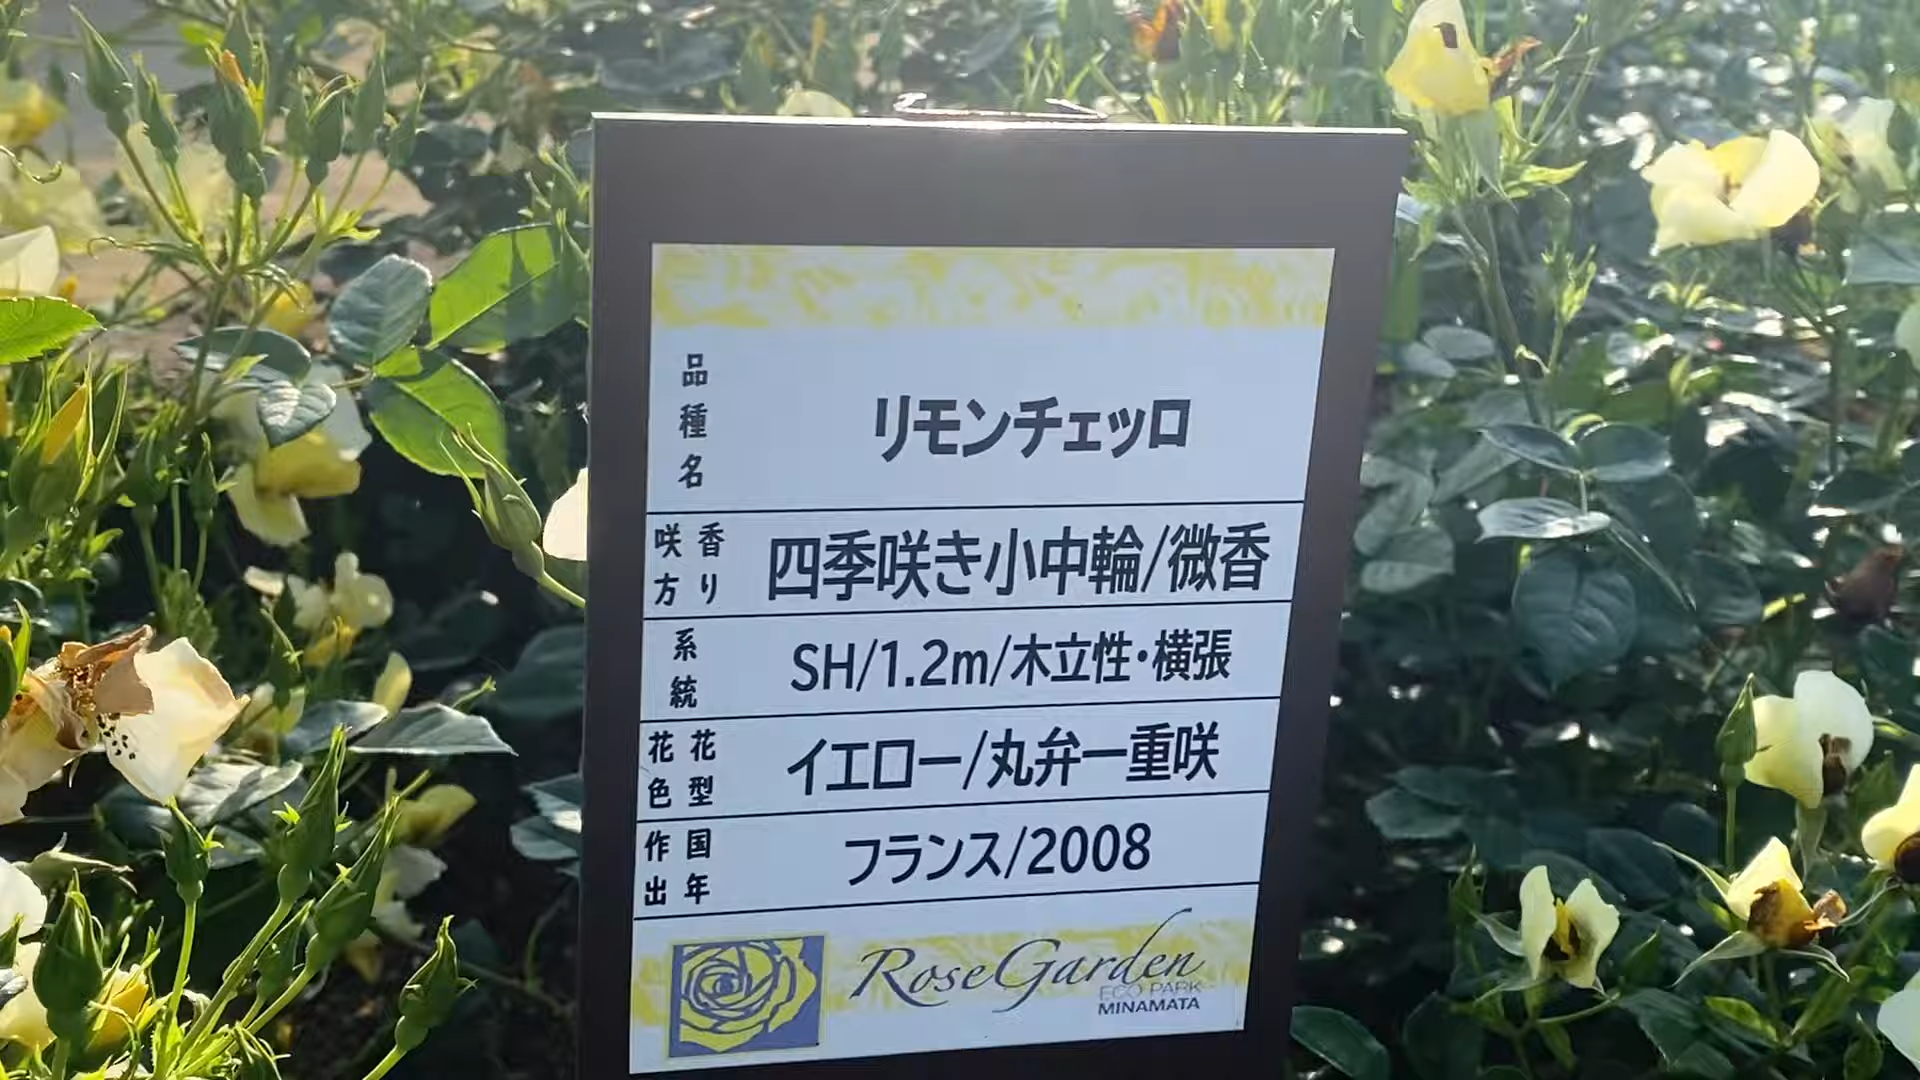 品種名 リモンチェッロ
咲き方 香り 四季咲き小中輪/微香
系統 SH/1.2m/木立性・横張
花色 花型 イエロー/丸弁一重咲
作出 国年 フランス/2008
Rose Garden
ECO PARK
MINAMATA